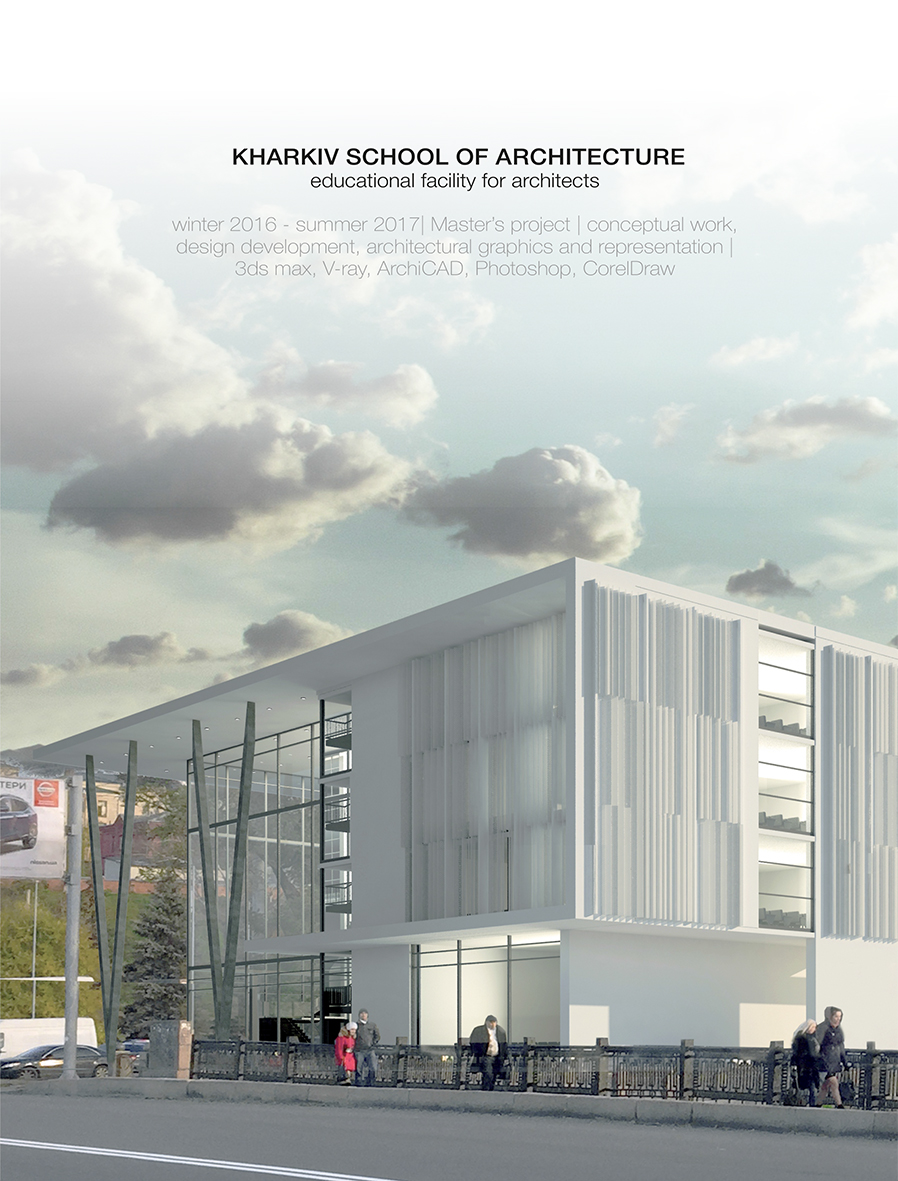 KHARKIV SCHOOL OF ARCHITECTURE
educational facility for architects
winter 2016 - summer 2017| Master's project | conceptual work,
design development, architectural graphics and representation |
3ds max, V-ray, ArchiCAD, Photoshop, CorelDraw
ТЕРИ